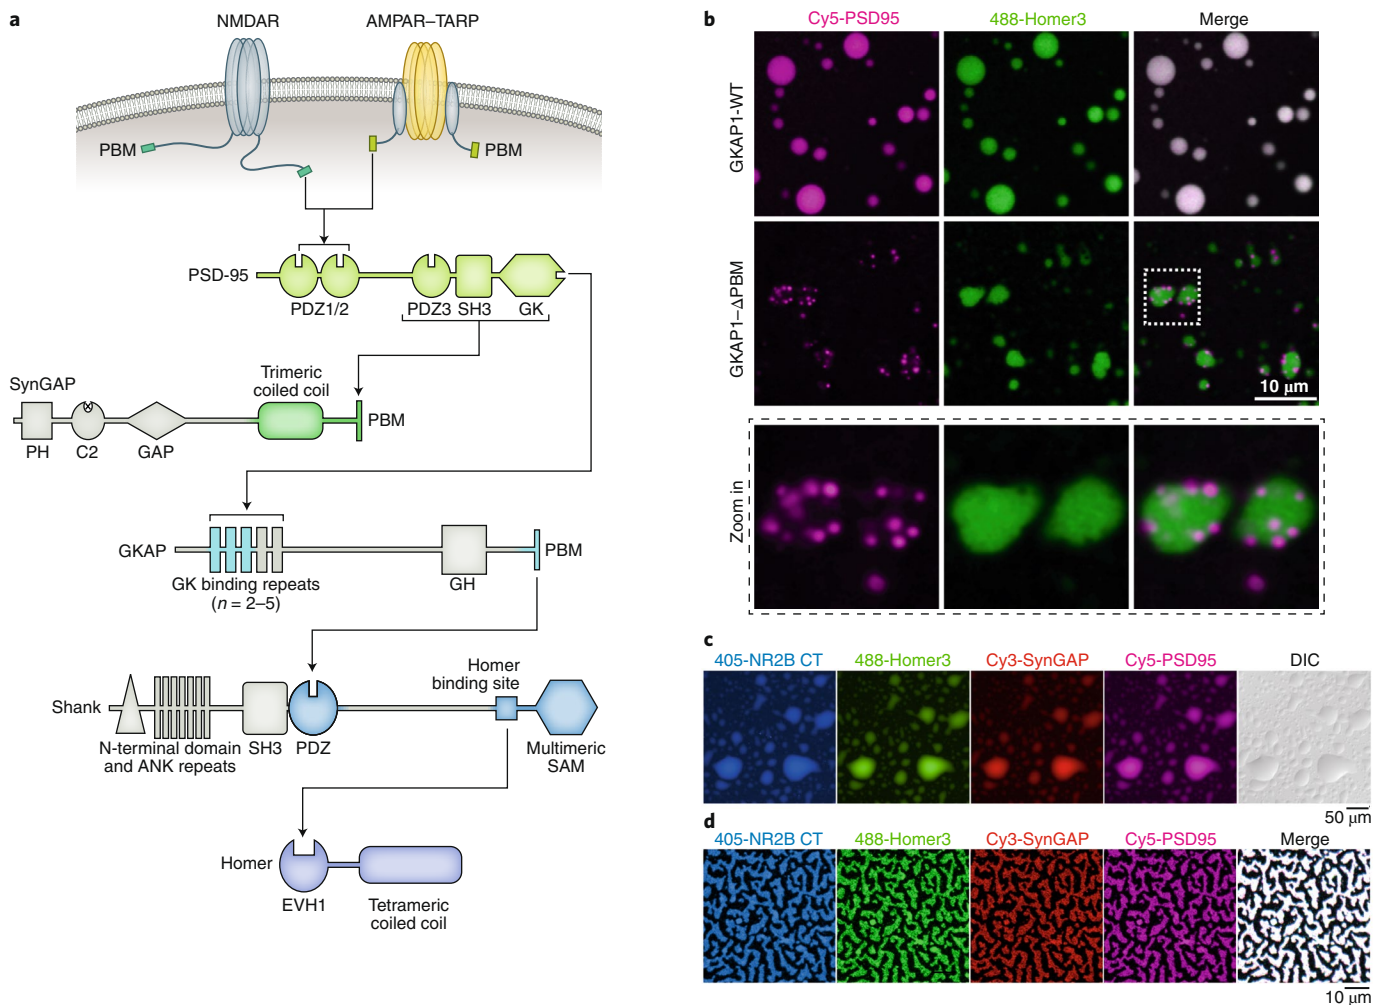 a
NMDAR
AMPAR–TARP
PBM
PBM
PSD-95
PDZ1/2
PDZ3
SH3
GK
SynGAP
Trimeric
coiled coil
PBM
PH
C2
GAP
GKAP
PBM
GK binding repeats
(n = 2–5)
GH
Homer
binding site
Shank
N-terminal domain
and ANK repeats
SH3
PDZ
Multimeric
SAM
Homer
EVH1
Tetrameric
coiled coil
b
Cy5-PSD95
488-Homer3
Merge
GKAP1-WT
GKAP1–ΔPBM
10 μm
Zoom in
c
405-NR2B CT
488-Homer3
Cy3-SynGAP
Cy5-PSD95
DIC
50 μm
d
405-NR2B CT
488-Homer3
Cy3-SynGAP
Cy5-PSD95
Merge
10 μm